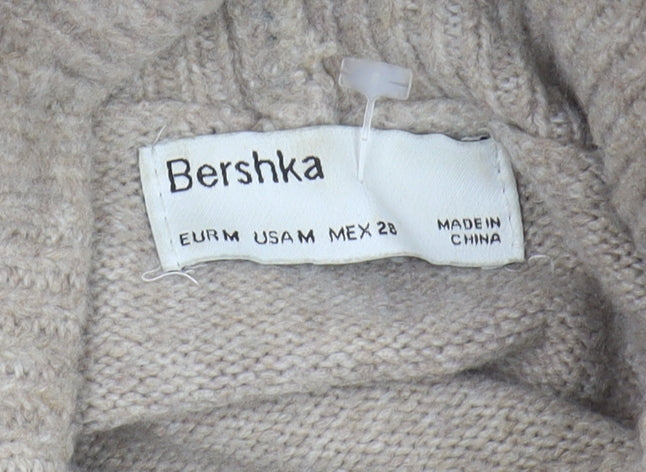 Bershka
EUR M USA M MEX 28
MADE IN
CHINA